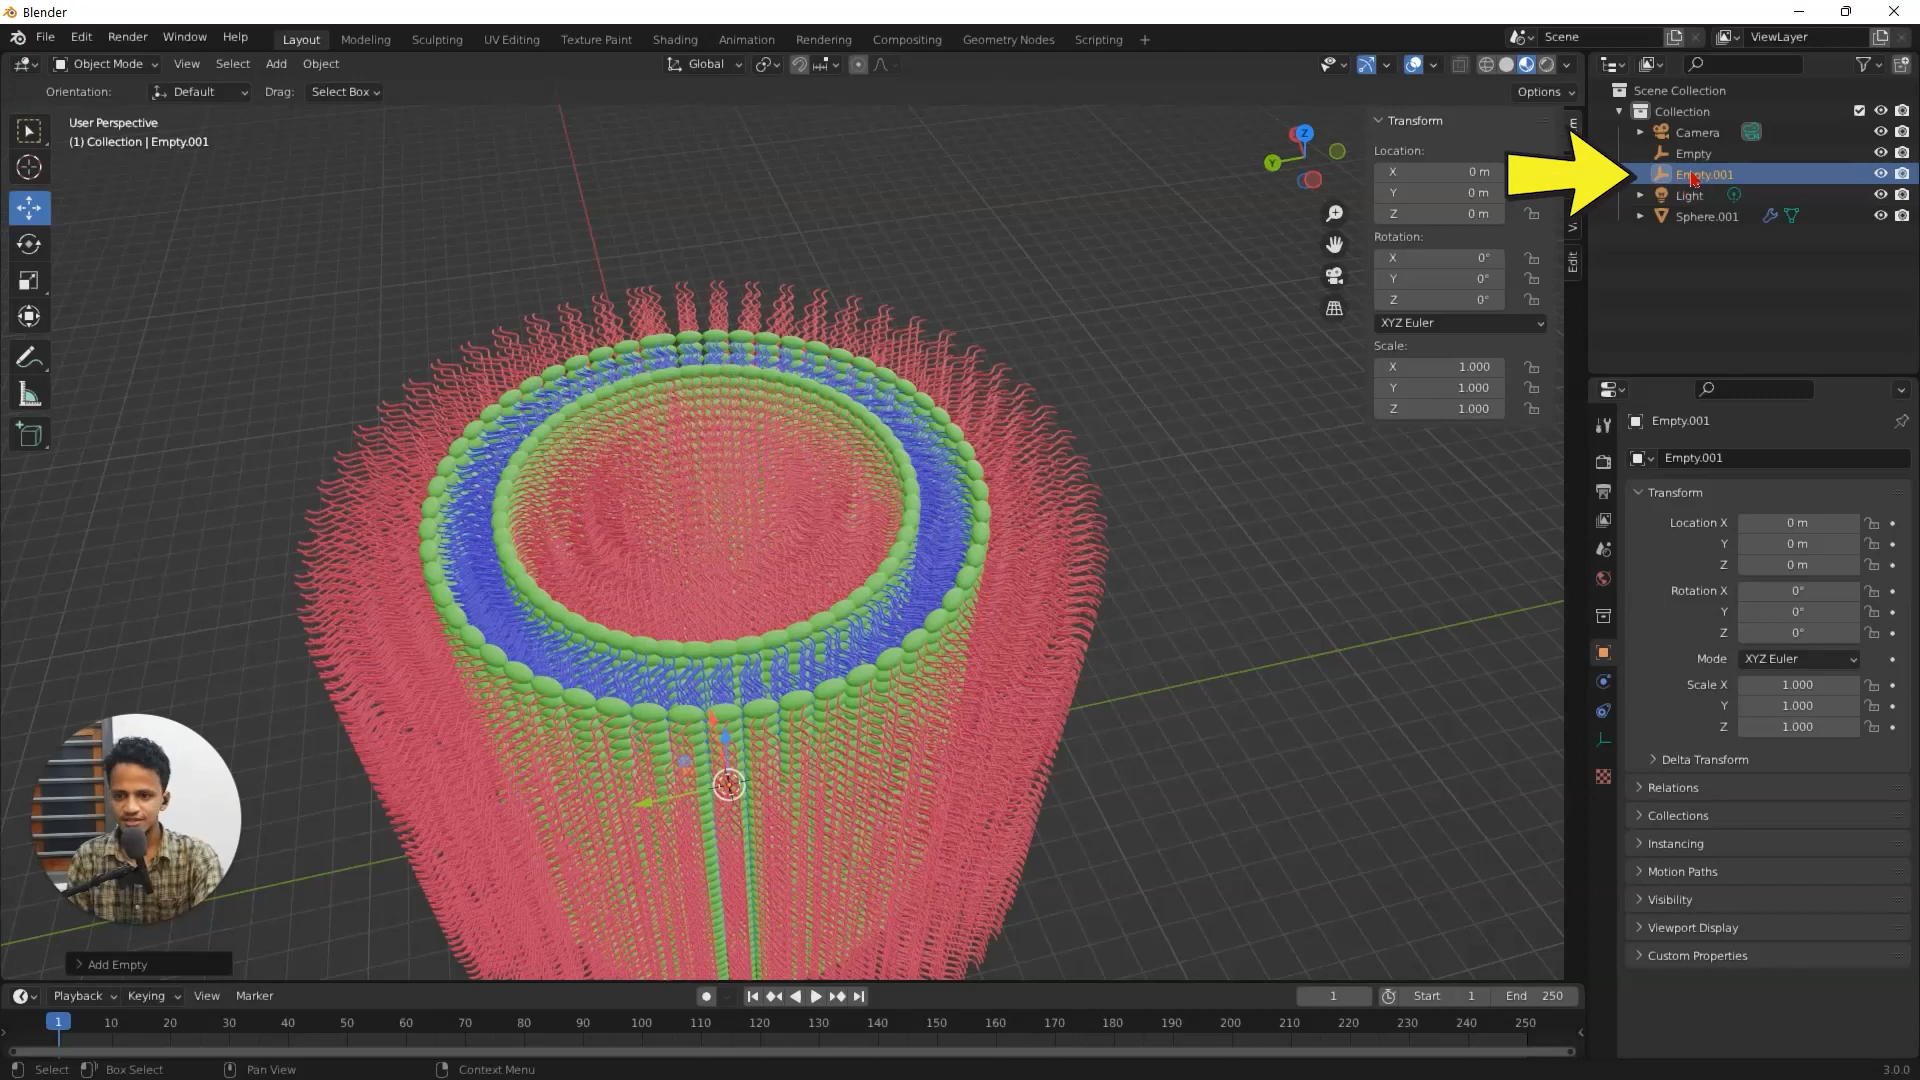 Blender
File Edit Render Window Help Layout Modeling Sculpting UV Editing Texture Paint Shading Animation Rendering Compositing Geometry Nodes Scripting + Scene ViewLayer
Object Mode View Select Add Object Global
Orientation: Default Drag: Select Box Options
User Perspective
(1) Collection | Empty.001
Z
Y
Transform
Location:
X 0 m
Y 0 m
Z 0 m
Rotation:
X 0°
Y 0°
Z 0°
XYZ Euler
Scale:
X 1.000
Y 1.000
Z 1.000
Edit
Scene Collection
Collection
Camera
Empty
Empty.001
Light
Sphere.001
Empty.001
Empty.001
Transform
Location X 0 m
Y 0 m
Z 0 m
Rotation X 0°
Y 0°
Z 0°
Mode XYZ Euler
Scale X 1.000
Y 1.000
Z 1.000
Delta Transform
Relations
Collections
Instancing
Motion Paths
Visibility
Viewport Display
Custom Properties
Add Empty
Playback Keying View Marker 1 Start 1 End 250
1 10 20 30 40 50 60 70 80 90 100 110 120 130 140 150 160 170 180 190 200 210 220 230 240 250
Select Box Select Pan View Context Menu 3.0.0